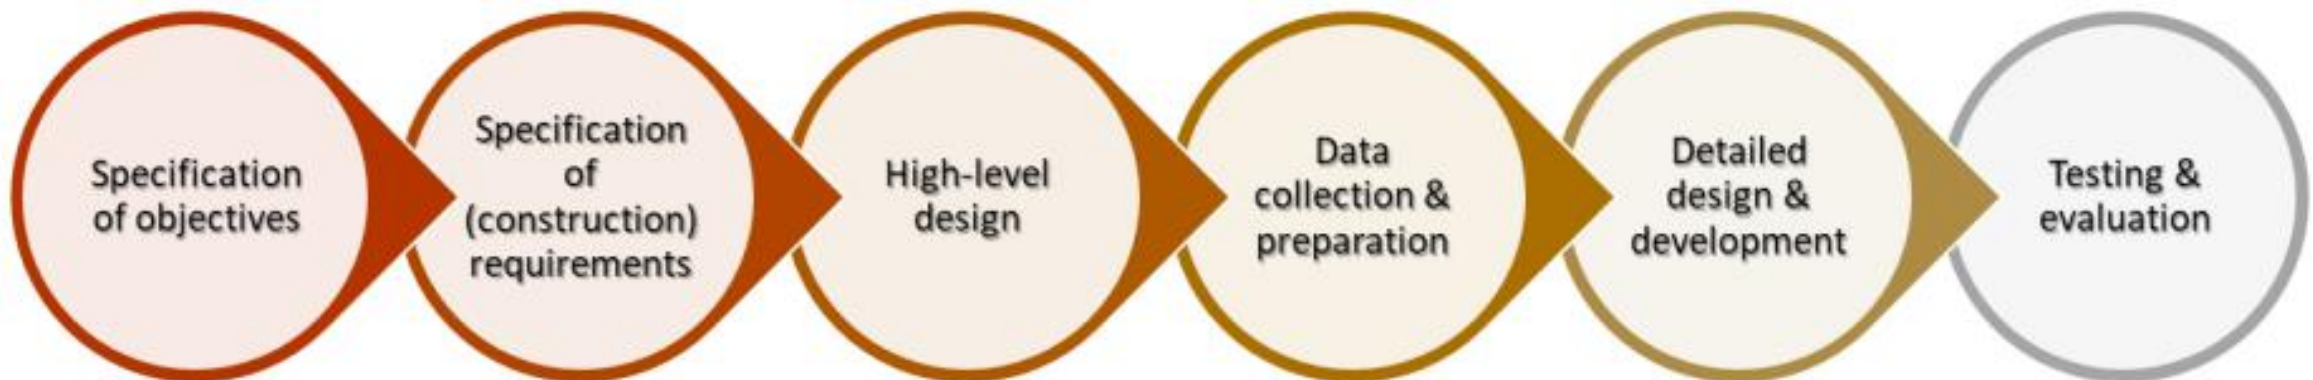 Specification
of objectives
Specification
of
(construction)
requirements
High-level
design
Data
collection &
preparation
Detailed
design &
development
Testing &
evaluation